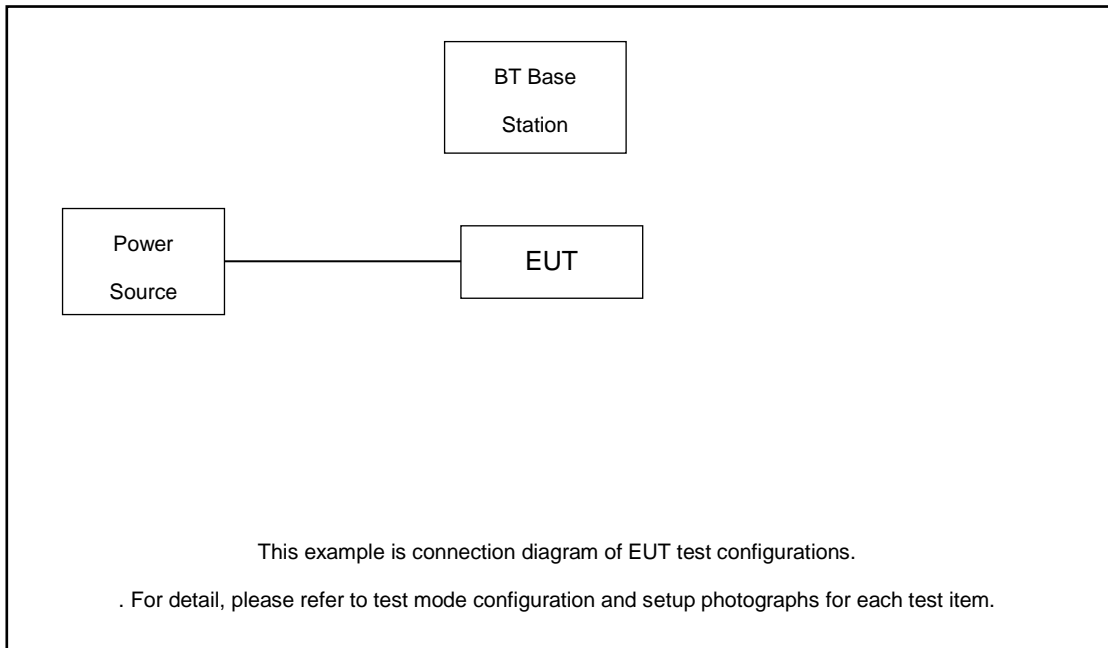 BT Base
Station
Power
Source
EUT
This example is connection diagram of EUT test configurations.
. For detail, please refer to test mode configuration and setup photographs for each test item.